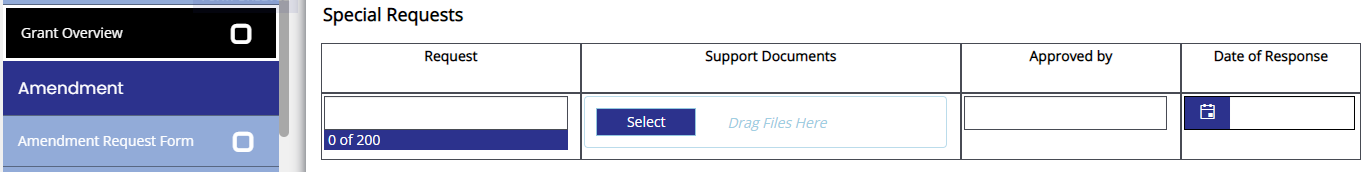 Grant Overview
Amendment
Amendment Request Form
Special Requests
Request Support Documents Approved by Date of Response
0 of 200
Select
Drag Files Here